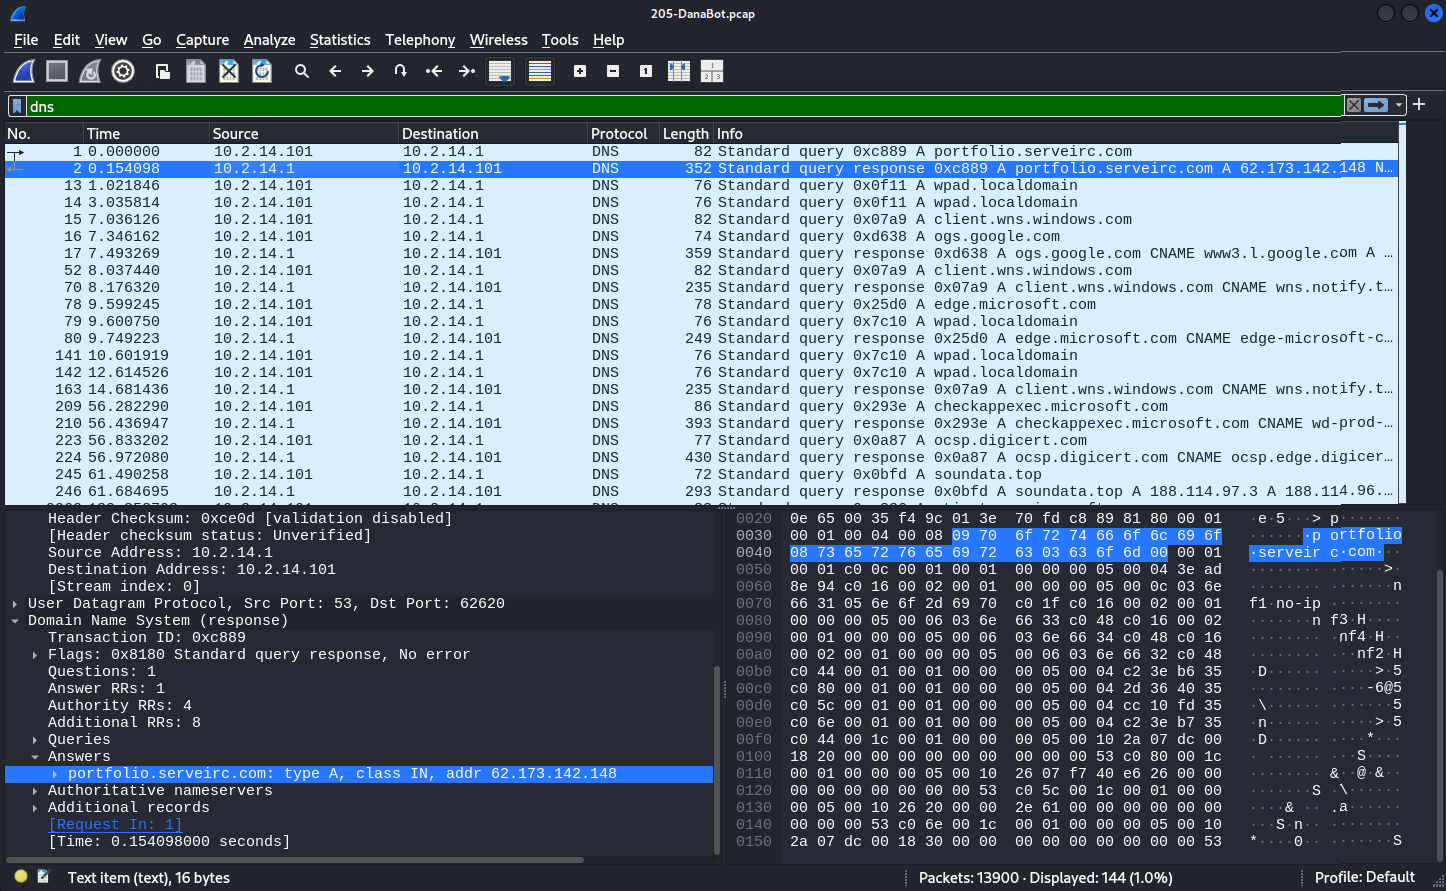 205-DanaBot.pcap
File Edit View Go Capture Analyze Statistics Telephony Wireless Tools Help
dns
No. Time Source Destination Protocol Length Info
1 0.000000 10.2.14.101 10.2.14.1 DNS 82 Standard query 0xc889 A portfolio.serveirc.com
2 0.154098 10.2.14.1 10.2.14.101 DNS 352 Standard query response 0xc889 A portfolio.serveirc.com A 62.173.142.148 N…
13 1.021846 10.2.14.101 10.2.14.1 DNS 76 Standard query 0x0f11 A wpad.localdomain
14 3.035814 10.2.14.101 10.2.14.1 DNS 76 Standard query 0x0f11 A wpad.localdomain
15 7.036126 10.2.14.101 10.2.14.1 DNS 82 Standard query 0x07a9 A client.wns.windows.com
16 7.346162 10.2.14.101 10.2.14.1 DNS 74 Standard query 0xd638 A ogs.google.com
17 7.493269 10.2.14.1 10.2.14.101 DNS 359 Standard query response 0xd638 A ogs.google.com CNAME www3.l.google.com A …
52 8.037440 10.2.14.101 10.2.14.1 DNS 82 Standard query 0x07a9 A client.wns.windows.com
70 8.176320 10.2.14.1 10.2.14.101 DNS 235 Standard query response 0x07a9 A client.wns.windows.com CNAME wns.notify.t…
78 9.599245 10.2.14.101 10.2.14.1 DNS 78 Standard query 0x25d0 A edge.microsoft.com
79 9.600750 10.2.14.101 10.2.14.1 DNS 76 Standard query 0x7c10 A wpad.localdomain
80 9.749223 10.2.14.1 10.2.14.101 DNS 249 Standard query response 0x25d0 A edge.microsoft.com CNAME edge-microsoft-c…
141 10.601919 10.2.14.101 10.2.14.1 DNS 76 Standard query 0x7c10 A wpad.localdomain
142 12.614526 10.2.14.101 10.2.14.1 DNS 76 Standard query 0x7c10 A wpad.localdomain
163 14.681436 10.2.14.1 10.2.14.101 DNS 235 Standard query response 0x07a9 A client.wns.windows.com CNAME wns.notify.t…
209 56.282290 10.2.14.101 10.2.14.1 DNS 86 Standard query 0x293e A checkappexec.microsoft.com
210 56.436947 10.2.14.1 10.2.14.101 DNS 393 Standard query response 0x293e A checkappexec.microsoft.com CNAME wd-prod-…
223 56.833202 10.2.14.101 10.2.14.1 DNS 77 Standard query 0x0a87 A ocsp.digicert.com
224 56.972080 10.2.14.1 10.2.14.101 DNS 430 Standard query response 0x0a87 A ocsp.digicert.com CNAME ocsp.edge.digicer…
245 61.490258 10.2.14.101 10.2.14.1 DNS 72 Standard query 0x0bfd A soundata.top
246 61.684695 10.2.14.1 10.2.14.101 DNS 293 Standard query response 0x0bfd A soundata.top A 188.114.97.3 A 188.114.96.…
Header Checksum: 0xce0d [validation disabled]
[Header checksum status: Unverified]
Source Address: 10.2.14.1
Destination Address: 10.2.14.101
[Stream index: 0]
User Datagram Protocol, Src Port: 53, Dst Port: 62620
Domain Name System (response)
Transaction ID: 0xc889
Flags: 0x8180 Standard query response, No error
Questions: 1
Answer RRs: 1
Authority RRs: 4
Additional RRs: 8
Queries
Answers
portfolio.serveirc.com: type A, class IN, addr 62.173.142.148
Authoritative nameservers
Additional records
[Request In: 1]
[Time: 0.154098000 seconds]
0020 0e 65 00 35 f4 9c 01 3e 70 fd c8 89 81 80 00 01 ·e·5···> p·······
0030 00 01 00 04 00 08 09 70 6f 72 74 66 6f 6c 69 6f ·······p ortfolio
0040 08 73 65 72 76 65 69 72 63 03 63 6f 6d 00 00 01 ·serveir c·com···
0050 00 01 c0 0c 00 01 00 01 00 00 00 05 00 04 3e ad ········ ······>·
0060 8e 94 c0 16 00 02 00 01 00 00 00 05 00 0c 03 6e ········ ·······n
0070 66 31 05 6e 6f 2d 69 70 c0 1f c0 16 00 02 00 01 f1·no-ip ········
0080 00 00 00 05 00 06 03 6e 66 33 c0 48 c0 16 00 02 ·······n f3·H····
0090 00 01 00 00 00 05 00 06 03 6e 66 34 c0 48 c0 16 ········ ·nf4·H··
00a0 00 02 00 01 00 00 00 05 00 06 03 6e 66 32 c0 48 ········ ···nf2·H
00b0 c0 44 00 01 00 01 00 00 00 05 00 04 c2 3e b6 35 ·D······ ·····>·5
00c0 c0 80 00 01 00 01 00 00 00 05 00 04 2d 36 40 35 ········ ····-6@5
00d0 c0 5c 00 01 00 01 00 00 00 05 00 04 cc 10 fd 35 ·\······ ·······5
00e0 c0 6e 00 01 00 01 00 00 00 05 00 04 c2 3e b7 35 ·n······ ·····>·5
00f0 c0 44 00 1c 00 01 00 00 00 05 00 10 2a 07 dc 00 ·D······ ····*···
0100 18 20 00 00 00 00 00 00 00 00 00 53 c0 80 00 1c · ······ ···S····
0110 00 01 00 00 00 05 00 10 26 07 f7 40 e6 26 00 00 ········ &··@·&··
0120 00 00 00 00 00 00 00 53 c0 5c 00 1c 00 01 00 00 ·······S ·\······
0130 00 05 00 10 26 20 00 00 2e 61 00 00 00 00 00 00 ····& ·· .a······
0140 00 00 00 53 c0 6e 00 1c 00 01 00 00 00 05 00 10 ···S·n·· ········
0150 2a 07 dc 00 18 30 00 00 00 00 00 00 00 00 00 53 *····0·· ·······S
Text item (text), 16 bytes Packets: 13900 · Displayed: 144 (1.0%) Profile: Default